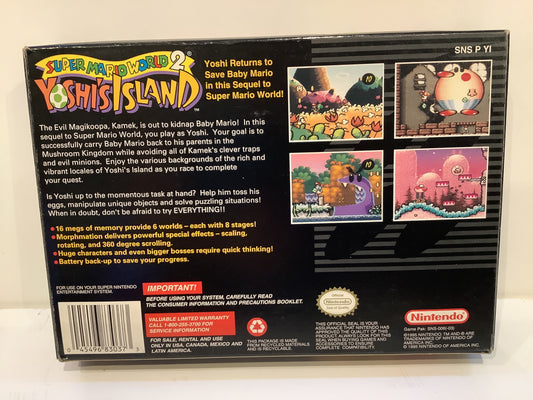 SNS P YI
SUPER MARIO WORLD 2
YOSHI'S ISLAND
TM
Yoshi Returns to
Save Baby Mario
in this Sequel to
Super Mario World!
The Evil Magikoopa, Kamek, is out to kidnap Baby Mario! In this
sequel to Super Mario World, you play as Yoshi. Your goal is to
successfully carry Baby Mario back to his parents in the
Mushroom Kingdom while avoiding all of Kamek's clever traps
and evil minions. Enjoy the various backgrounds of the rich and
vibrant locales of Yoshi's Island as you race to complete
your quest.
Is Yoshi up to the momentous task at hand? Help him toss his
eggs, manipulate unique objects and solve puzzling situations!
When in doubt, don't be afraid to try EVERYTHING!!
• 16 megs of memory provide 6 worlds – each with 8 stages!
• Morphmation delivers powerful special effects – scaling,
rotating, and 360 degree scrolling.
• Huge characters and even bigger bosses require quick thinking!
• Battery back-up to save your progress.
10
10
FOR USE ON YOUR SUPER NINTENDO
ENTERTAINMENT SYSTEM.
0 45496 83037 3
IMPORTANT!
BEFORE USING YOUR SYSTEM, CAREFULLY READ
THE CONSUMER INFORMATION AND PRECAUTIONS BOOKLET.
VALUABLE LIMITED WARRANTY
CALL 1-800-255-3700 FOR
SERVICE INFORMATION
FOR SALE, RENTAL AND USE
ONLY IN USA, CANADA, MEXICO AND
LATIN AMERICA.
THIS PACKAGE IS MADE
FROM RECYCLED MATERIALS
AND IS RECYCLABLE.
OFFICIAL
Nintendo
Seal of Quality
THIS OFFICIAL SEAL IS YOUR
ASSURANCE THAT NINTENDO HAS
APPROVED THE QUALITY OF THIS
PRODUCT. ALWAYS LOOK FOR THIS
SEAL WHEN BUYING GAMES AND
ACCESSORIES TO ENSURE
COMPLETE COMPATIBILITY.
Nintendo
Game Pak: SNS-006(-03)
©1995 NINTENDO TM AND ® ARE
TRADEMARKS OF NINTENDO OF
AMERICA INC.
© 1995 NINTENDO OF AMERICA INC.